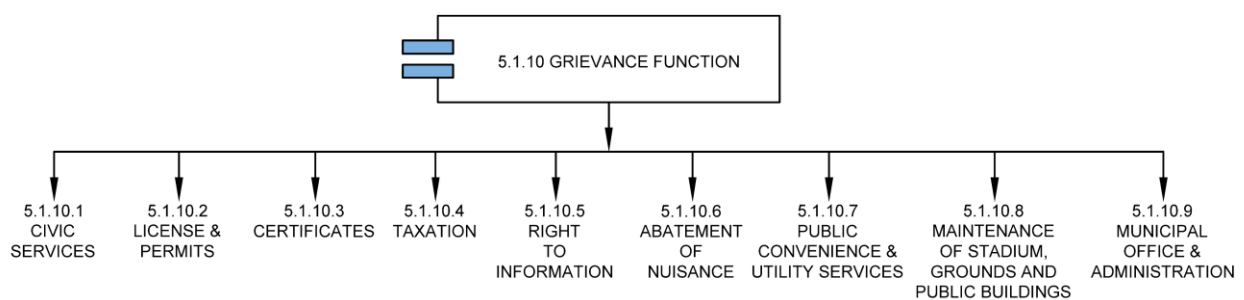 5.1.10 GRIEVANCE FUNCTION
5.1.10.1
CIVIC
SERVICES
5.1.10.2
LICENSE &
PERMITS
5.1.10.3
CERTIFICATES
5.1.10.4
TAXATION
5.1.10.5
RIGHT
TO
INFORMATION
5.1.10.6
ABATEMENT
OF
NUISANCE
5.1.10.7
PUBLIC
CONVENIENCE &
UTILITY SERVICES
5.1.10.8
MAINTENANCE
OF STADIUM,
GROUNDS AND
PUBLIC BUILDINGS
5.1.10.9
MUNICIPAL
OFFICE &
ADMINISTRATION